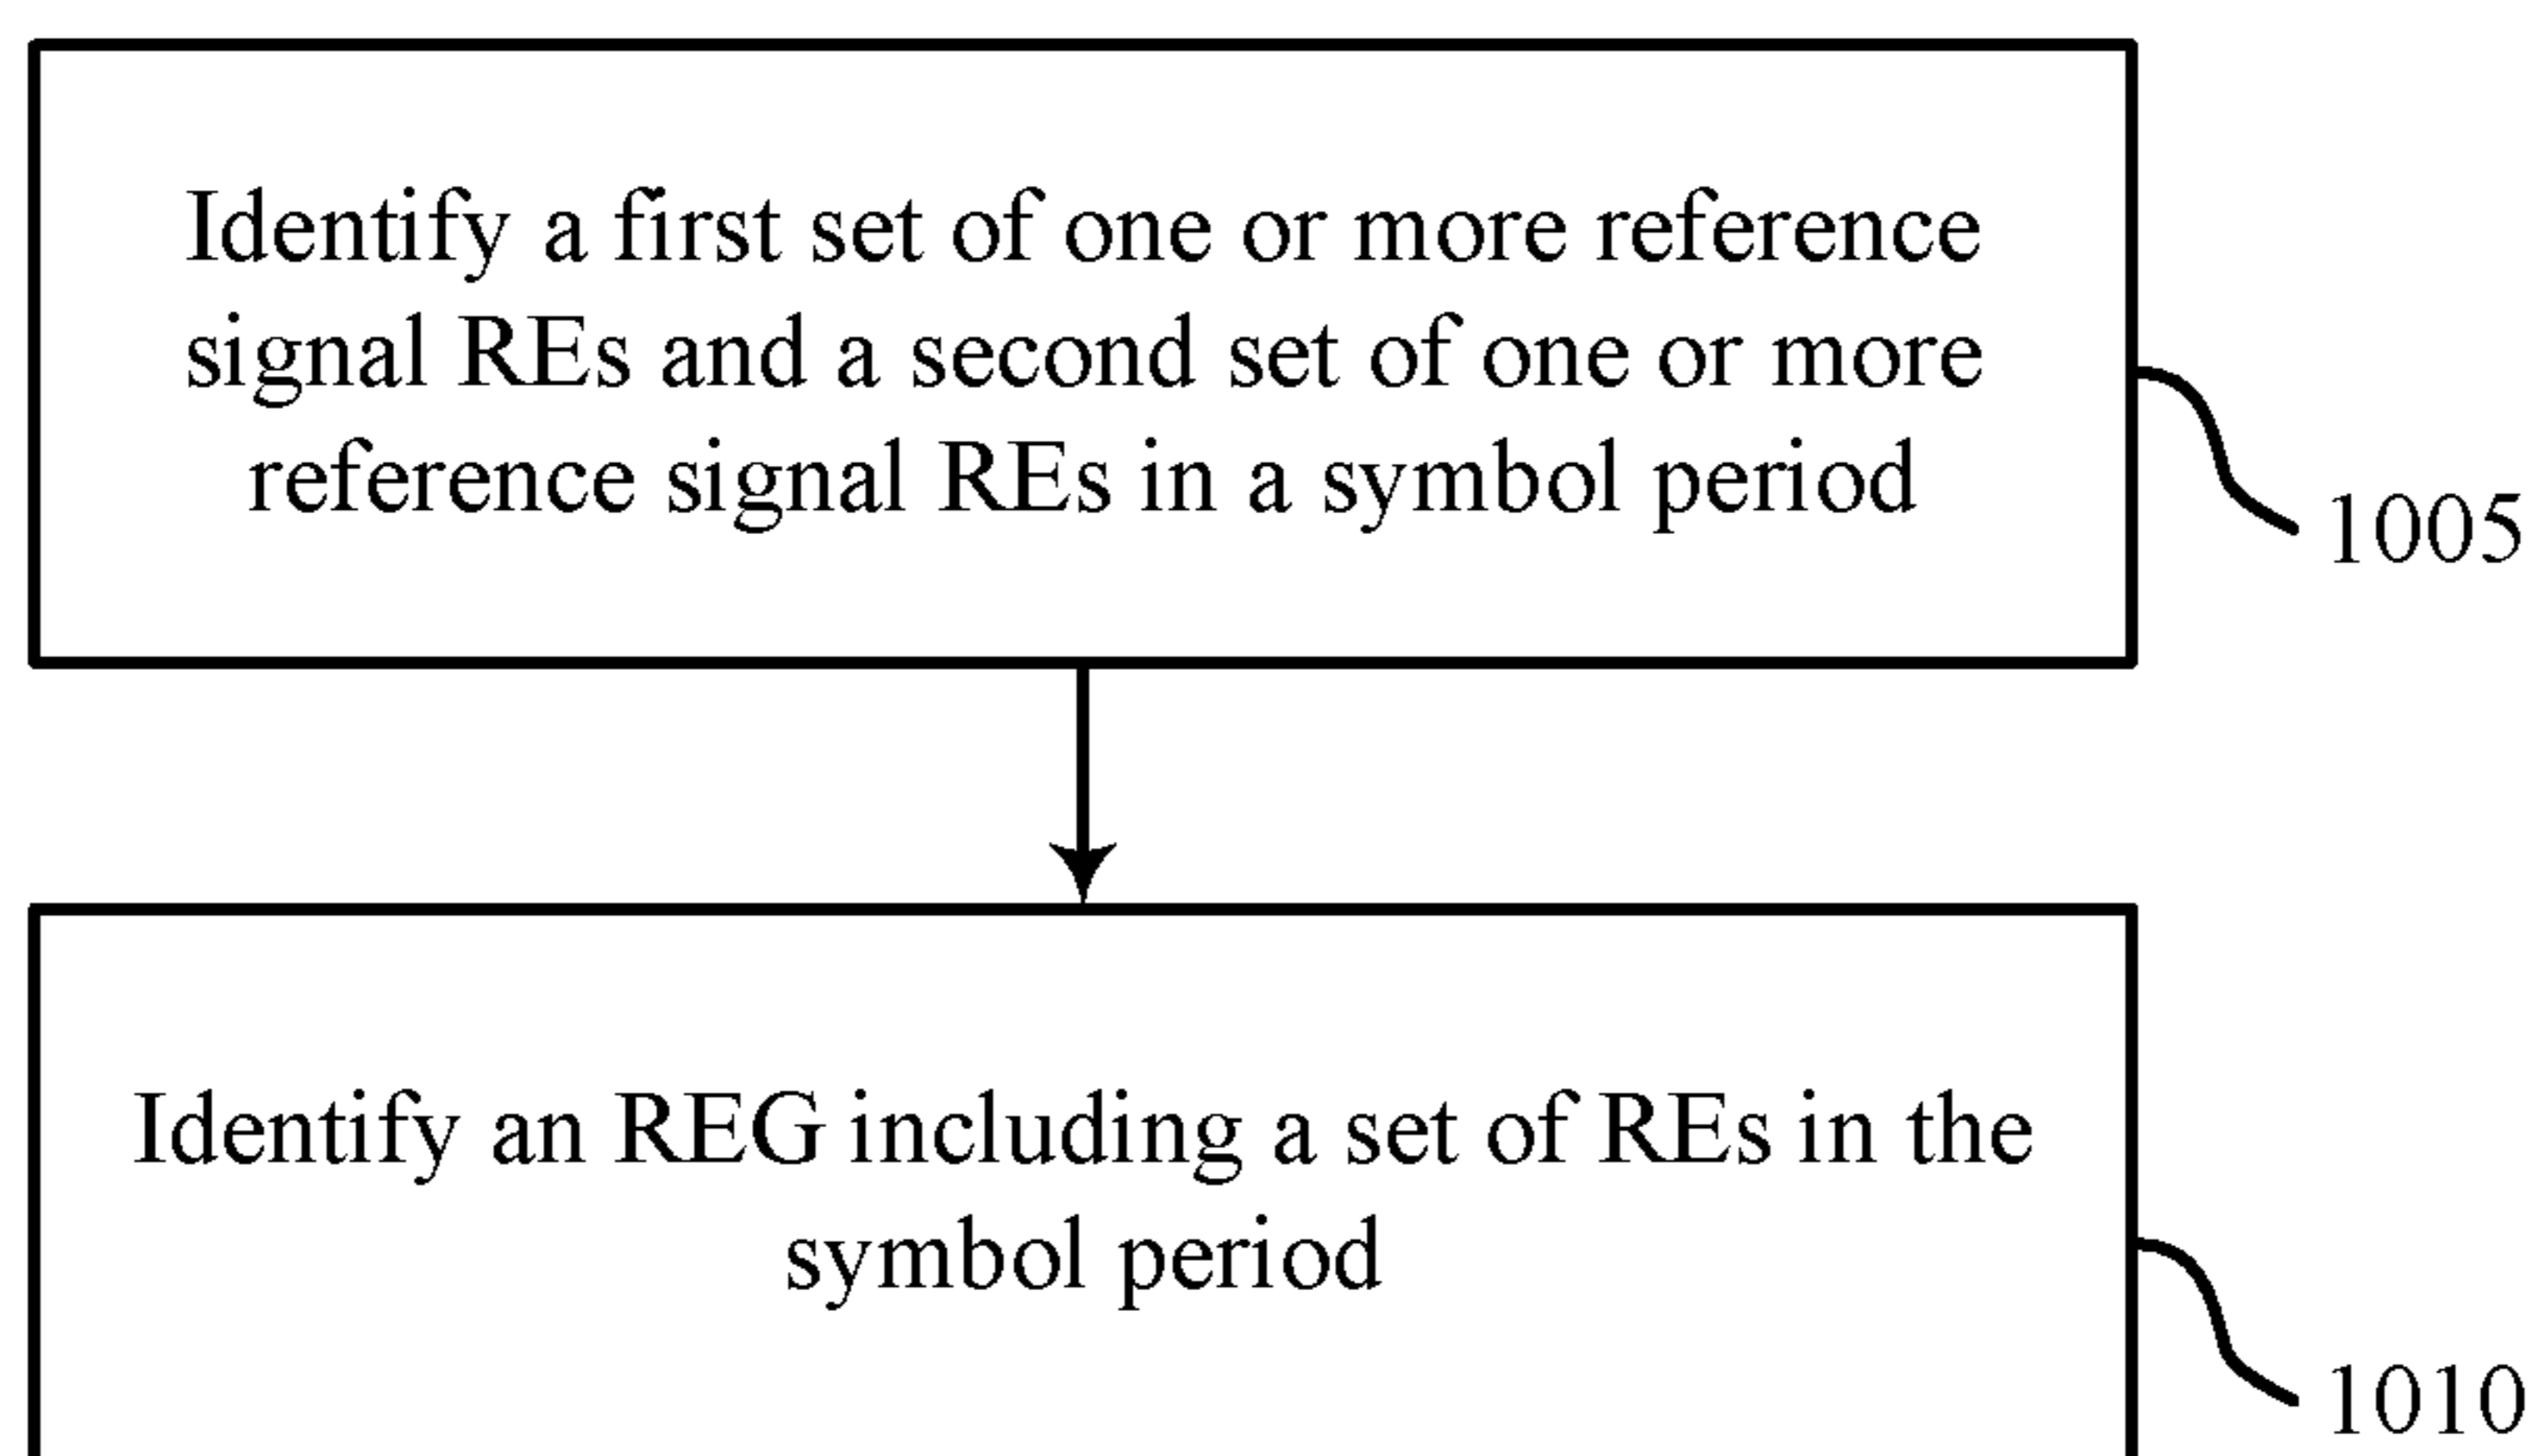 Identify a first set of one or more reference
signal REs and a second set of one or more
reference signal REs in a symbol period
1005
Identify an REG including a set of REs in the
symbol period
1010